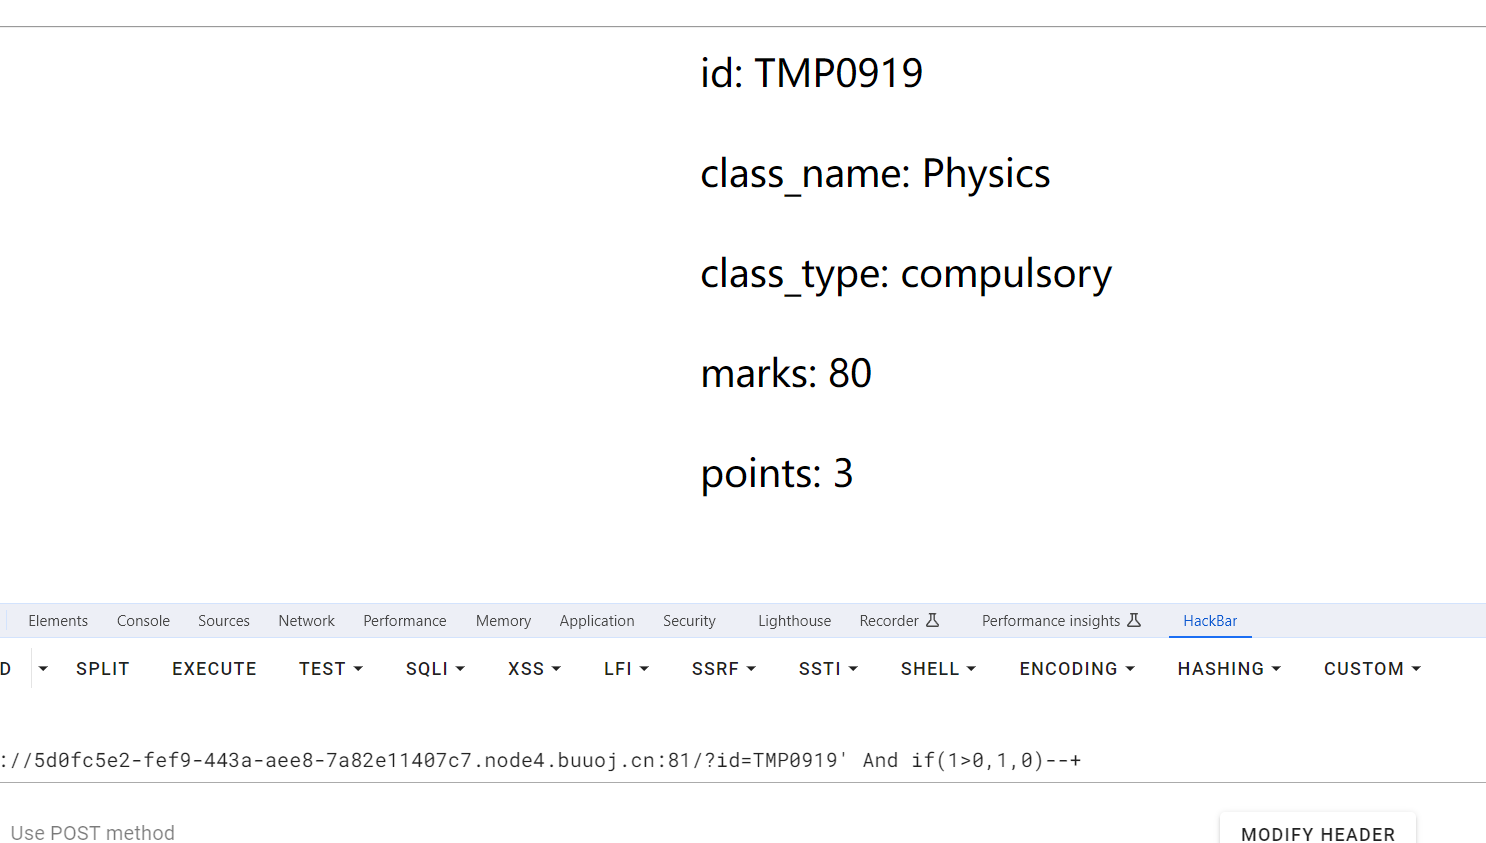 id: TMP0919
class_name: Physics
class_type: compulsory
marks: 80
points: 3
Elements Console Sources Network Performance Memory Application Security Lighthouse Recorder Performance insights HackBar
D SPLIT EXECUTE TEST SQLI XSS LFI SSRF SSTI SHELL ENCODING HASHING CUSTOM
://5d0fc5e2-fef9-443a-aee8-7a82e11407c7.node4.buuoj.cn:81/?id=TMP0919' And if(1>0,1,0)--+
Use POST method
MODIFY HEADER